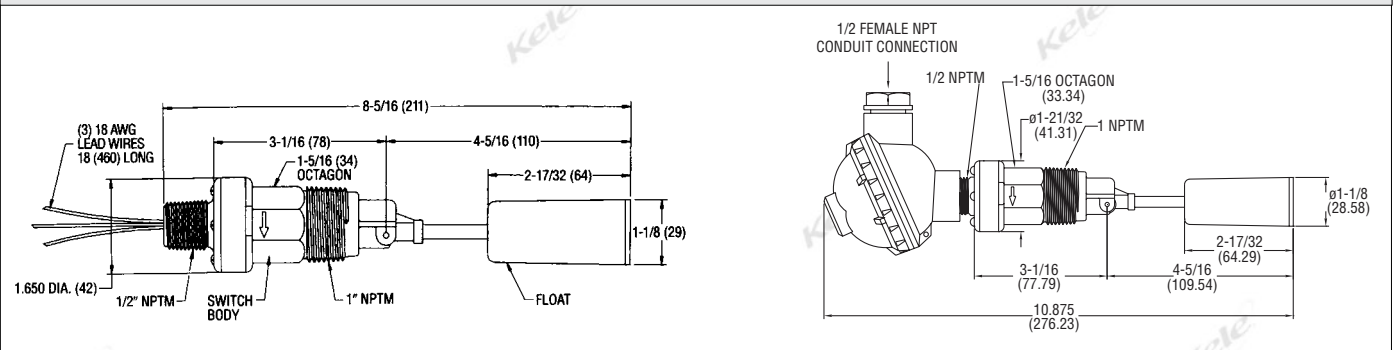 8-5/16 (211)
(3) 18 AWG
LEAD WIRES
18 (460) LONG
3-1/16 (78)
4-5/16 (110)
1-5/16 (34)
OCTAGON
2-17/32 (64)
1-1/8 (29)
1.650 DIA. (42)
1/2" NPTM
SWITCH
BODY
1" NPTM
FLOAT
1/2 FEMALE NPT
CONDUIT CONNECTION
1/2 NPTM
1-5/16 OCTAGON
(33.34)
ø1-21/32
(41.31)
1 NPTM
ø1-1/8
(28.58)
2-17/32
(64.29)
3-1/16
(77.79)
4-5/16
(109.54)
10.875
(276.23)
Kele
Kele
Kele